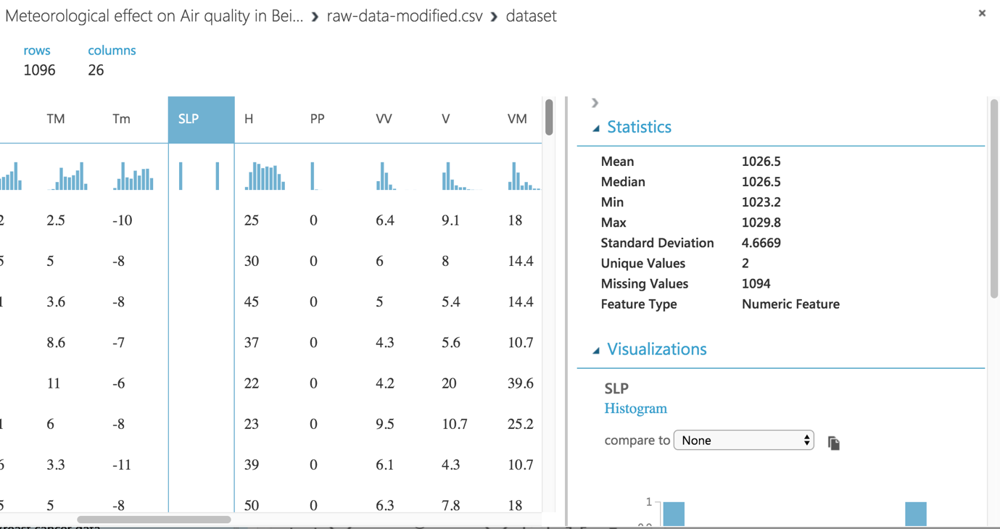 Meteorological effect on Air quality in Bei... › raw-data-modified.csv › dataset ×
rows columns
1096 26
TM Tm SLP H PP VV V VM
2 2.5 -10 25 0 6.4 9.1 18
5 5 -8 30 0 6 8 14.4
1 3.6 -8 45 0 5 5.4 14.4
8.6 -7 37 0 4.3 5.6 10.7
11 -6 22 0 4.2 20 39.6
1 6 -8 23 0 9.5 10.7 25.2
6 3.3 -11 39 0 6.1 4.3 10.7
5 5 -8 50 0 6.3 7.8 18
Statistics
Mean 1026.5
Median 1026.5
Min 1023.2
Max 1029.8
Standard Deviation 4.6669
Unique Values 2
Missing Values 1094
Feature Type Numeric Feature
Visualizations
SLP
Histogram
compare to None
1